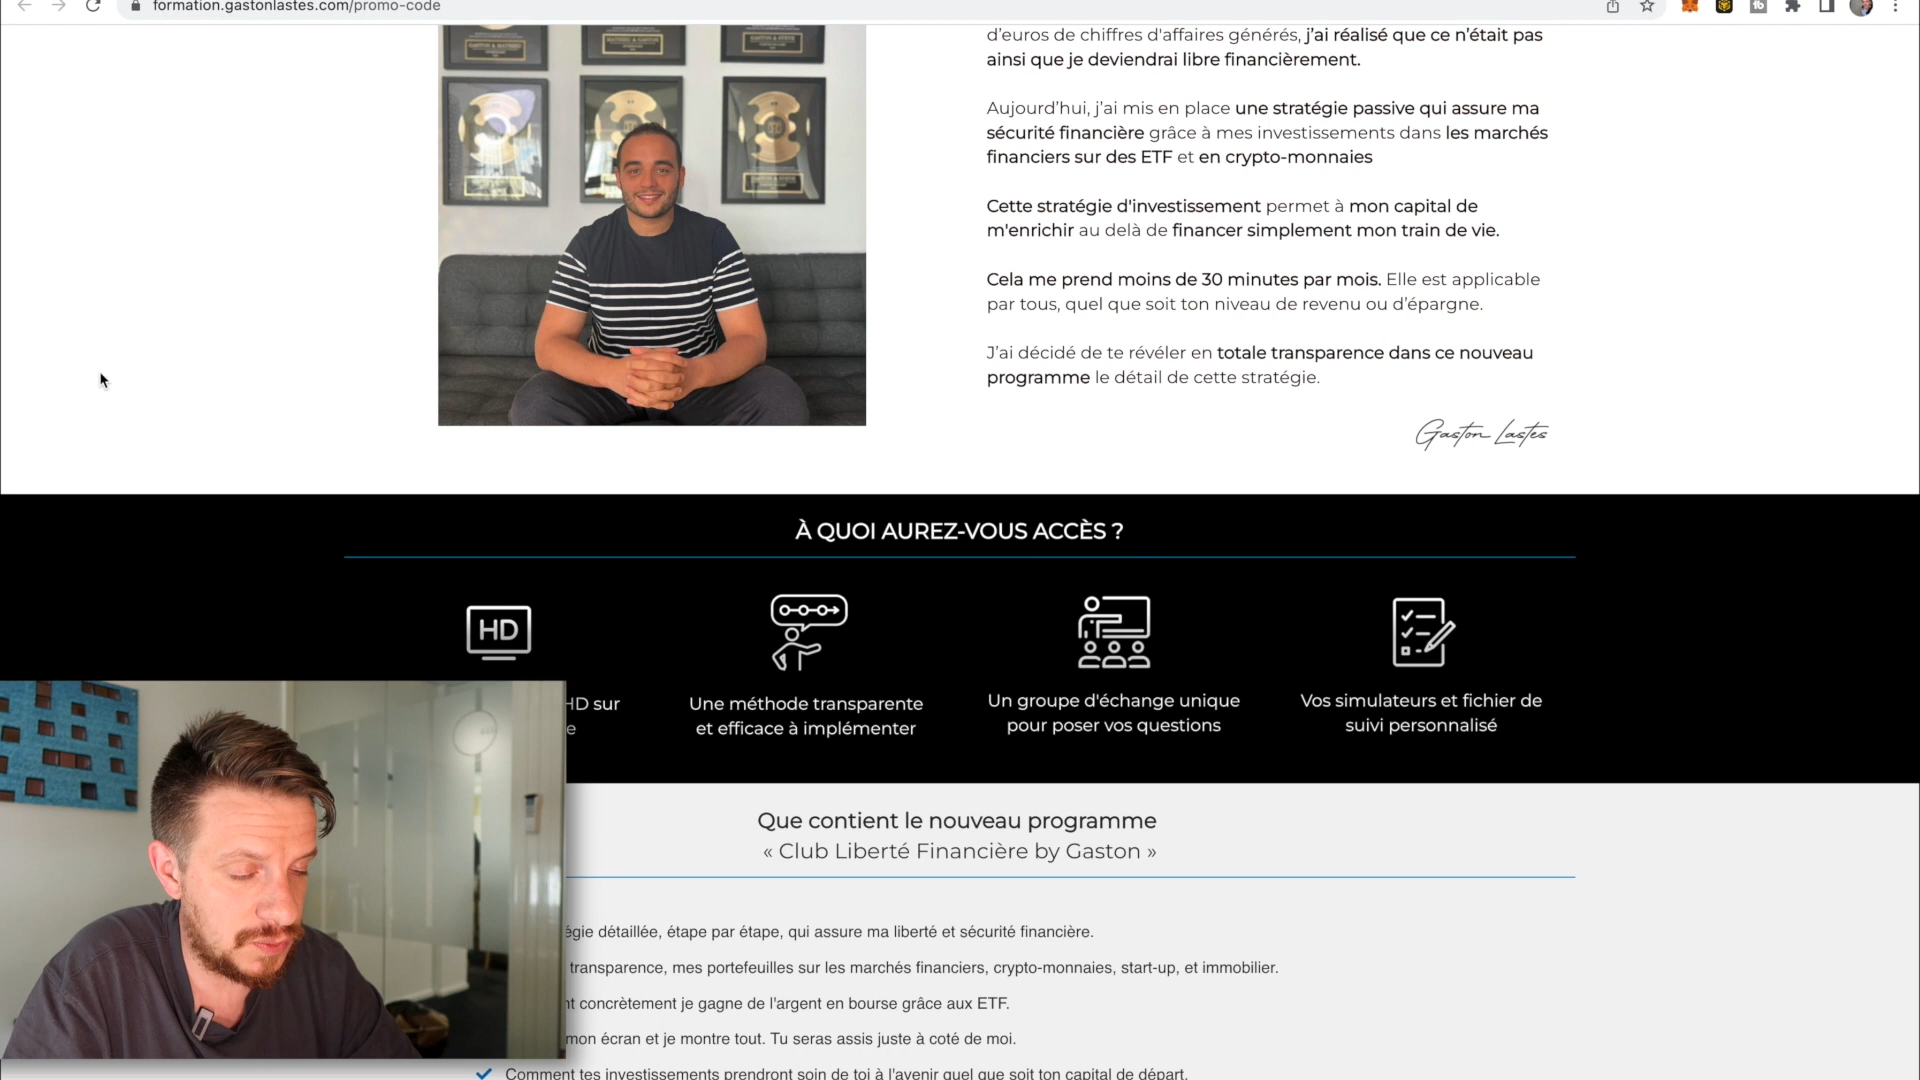 formation.gastonlastes.com/promo-code
d'euros de chiffres d'affaires générés, j'ai réalisé que ce n'était pas
ainsi que je deviendrai libre financièrement.
Aujourd'hui, j'ai mis en place une stratégie passive qui assure ma
sécurité financière grâce à mes investissements dans les marchés
financiers sur des ETF et en crypto-monnaies
Cette stratégie d'investissement permet à mon capital de
m'enrichir au delà de financer simplement mon train de vie.
Cela me prend moins de 30 minutes par mois. Elle est applicable
par tous, quel que soit ton niveau de revenu ou d'épargne.
J'ai décidé de te révéler en totale transparence dans ce nouveau
programme le détail de cette stratégie.
Gaston Lastes
À QUOI AUREZ-VOUS ACCÈS ?
HD
HD sur
e
Une méthode transparente
et efficace à implémenter
Un groupe d'échange unique
pour poser vos questions
Vos simulateurs et fichier de
suivi personnalisé
Que contient le nouveau programme
« Club Liberté Financière by Gaston »
égie détaillée, étape par étape, qui assure ma liberté et sécurité financière.
transparence, mes portefeuilles sur les marchés financiers, crypto-monnaies, start-up, et immobilier.
nt concrètement je gagne de l'argent en bourse grâce aux ETF.
mon écran et je montre tout. Tu seras assis juste à coté de moi.
Comment tes investissements prendront soin de toi à l'avenir quel que soit ton capital de départ.